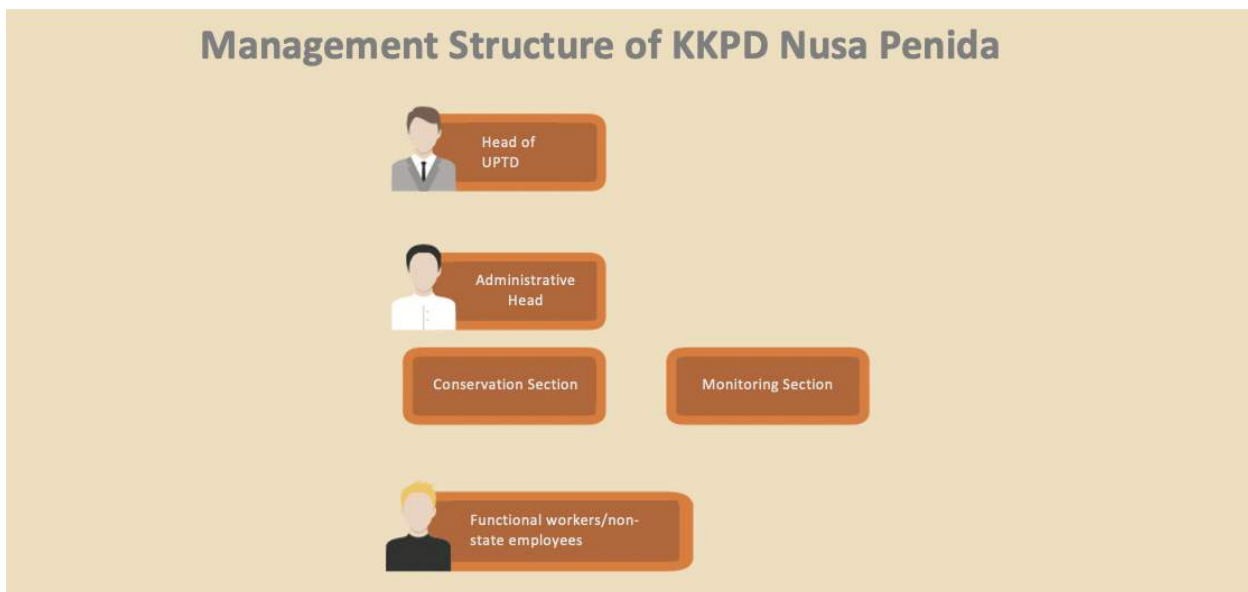 Management Structure of KKPD Nusa Penida
Head of
UPTD
Administrative
Head
Conservation Section
Monitoring Section
Functional workers/non-
state employees